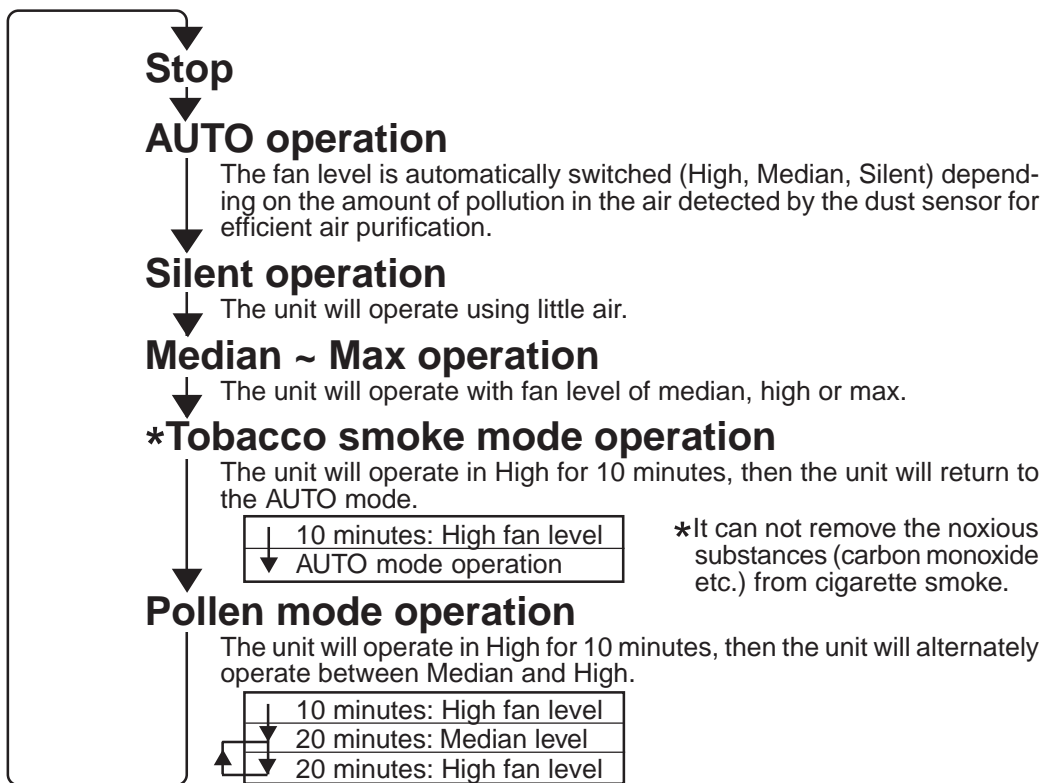 Stop
AUTO operation
The fan level is automatically switched (High, Median, Silent) depend-
ing on the amount of pollution in the air detected by the dust sensor for
efficient air purification.
Silent operation
The unit will operate using little air.
Median ~ Max operation
The unit will operate with fan level of median, high or max.
*Tobacco smoke mode operation
The unit will operate in High for 10 minutes, then the unit will return to
the AUTO mode.
10 minutes: High fan level
AUTO mode operation
*It can not remove the noxious
substances (carbon monoxide
etc.) from cigarette smoke.
Pollen mode operation
The unit will operate in High for 10 minutes, then the unit will alternately
operate between Median and High.
10 minutes: High fan level
20 minutes: Median level
20 minutes: High fan level